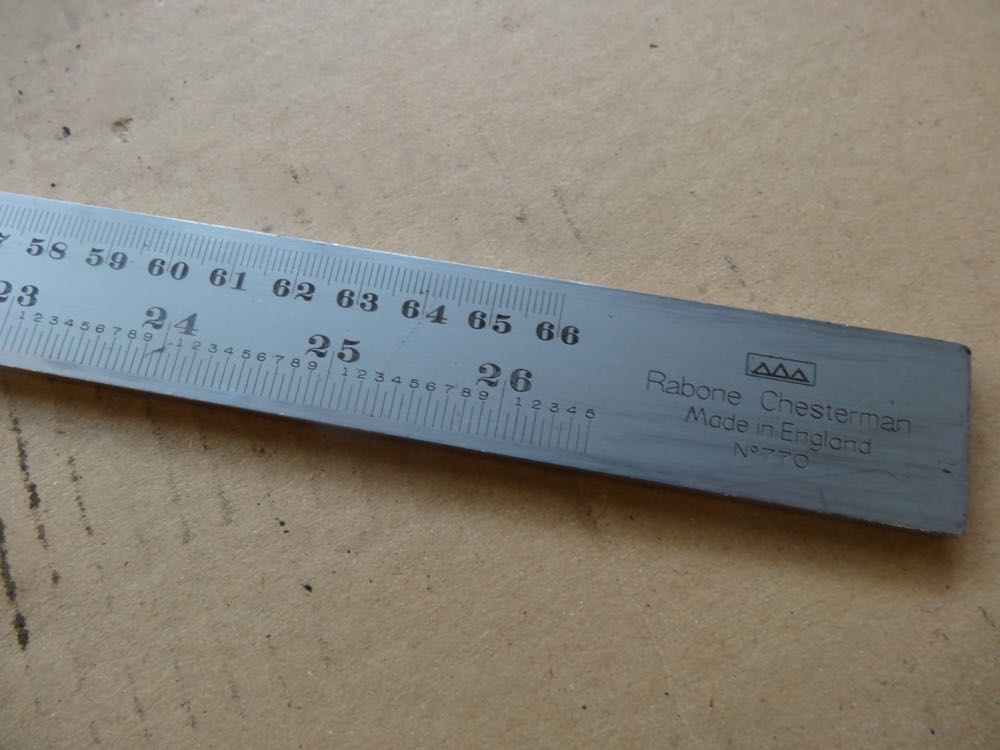 58 59 60 61 62 63 64 65 66
23 24 25 26
1 2 3 4 5 6 7 8 9 1 2 3 4 5 6 7 8 9 1 2 3 4 5 6 7 8 9 1 2 3 4 5
Rabone Chesterman
Made in England
Nº 770